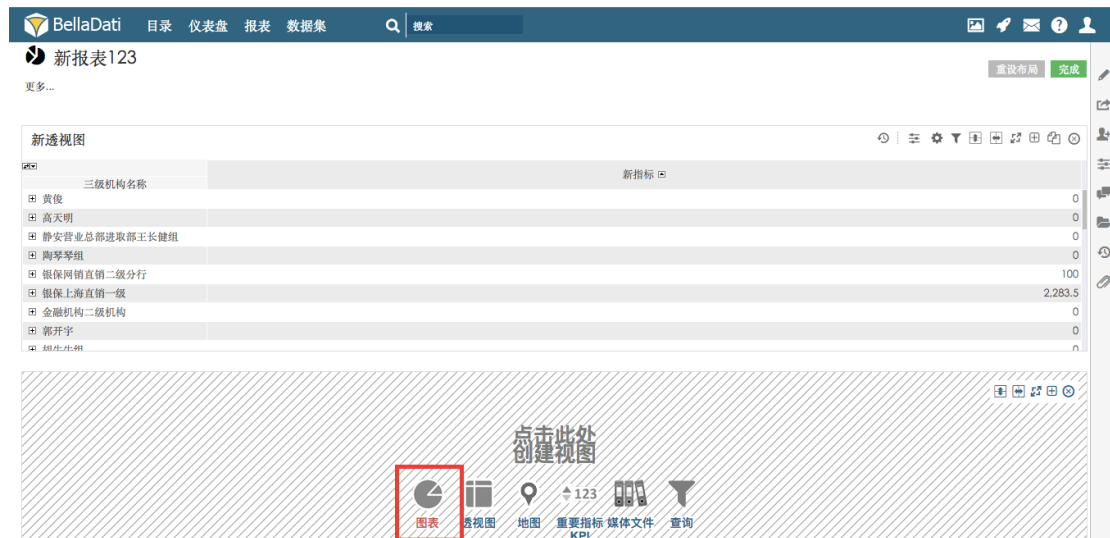 BellaDati 目录 仪表盘 报表 数据集 搜索
新报表123
重设布局 完成
更多...
新透视图
新指标
三级机构名称
黄俊 0
高天明 0
静安营业总部进取部王长健组 0
陶琴琴组 0
银保网销直销二级分行 100
银保上海直销一级 2,283.5
金融机构二级机构 0
郭开宇 0
点击此处
创建视图
123
图表 透视图 地图 重要指标 媒体文件 查询
KPI